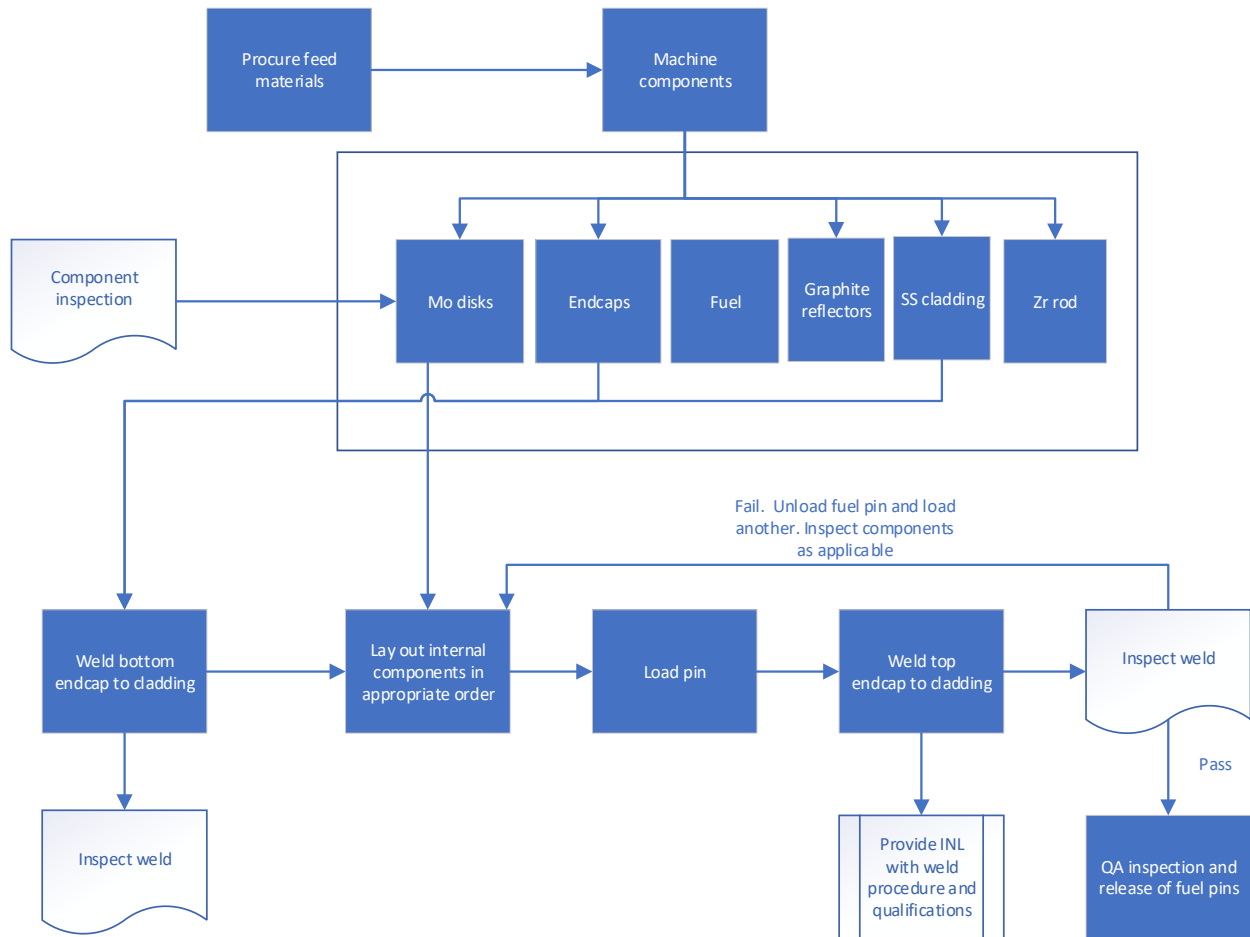 Procure feed
materials
Machine
components
Component
inspection
Mo disks
Endcaps
Fuel
Graphite
reflectors
SS cladding
Zr rod
Fail.  Unload fuel pin and load
another. Inspect components
as applicable
Weld bottom
endcap to cladding
Lay out internal
components in
appropriate order
Load pin
Weld top
endcap to cladding
Inspect weld
Pass
Inspect weld
Provide INL
with weld
procedure and
qualifications
QA inspection and
release of fuel pins